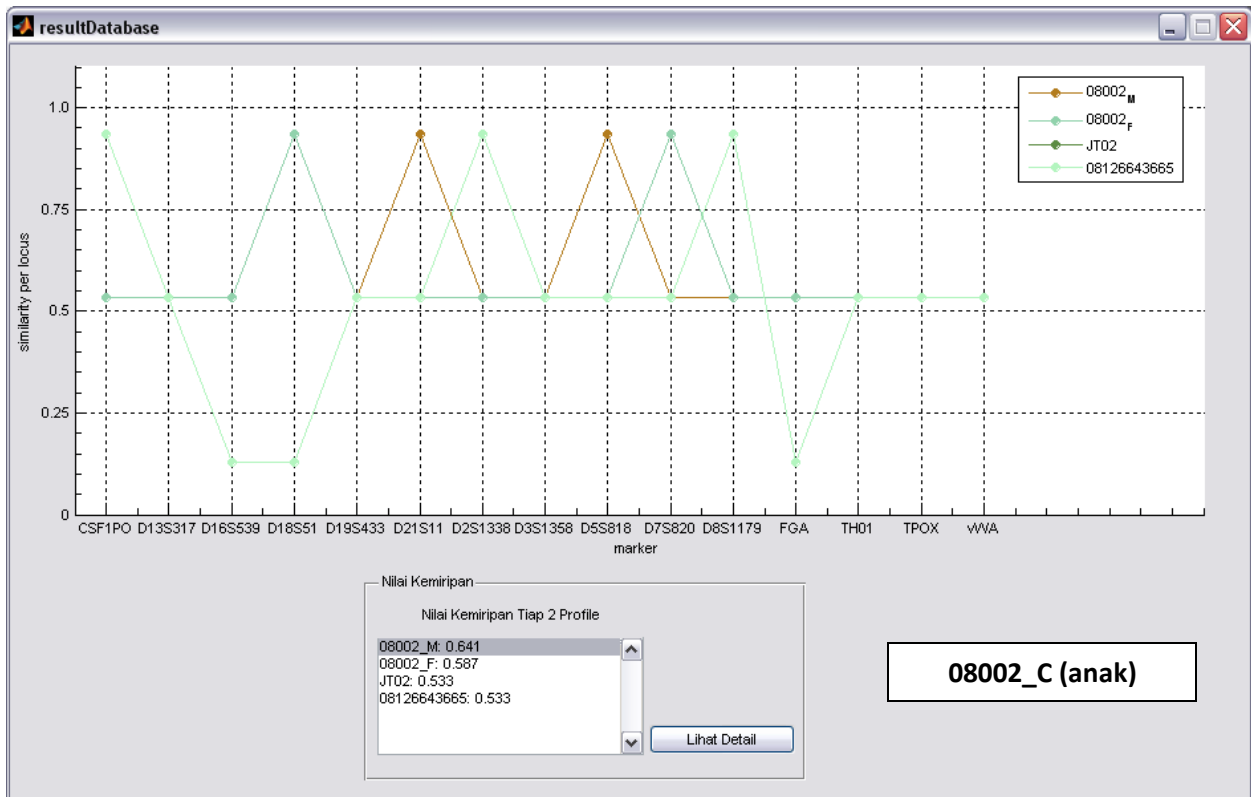 resultDatabase
1.0
0.75
0.5
0.25
0
similarity per locus
08002M
08002F
JT02
08126643665
CSF1PO D13S317 D16S539 D18S51 D19S433 D21S11 D2S1338 D3S1358 D5S818 D7S820 D8S1179 FGA TH01 TPOX vWA
marker
Nilai Kemiripan
Nilai Kemiripan Tiap 2 Profile
08002_M: 0.641
08002_F: 0.587
JT02: 0.533
08126643665: 0.533
Lihat Detail
08002_C (anak)